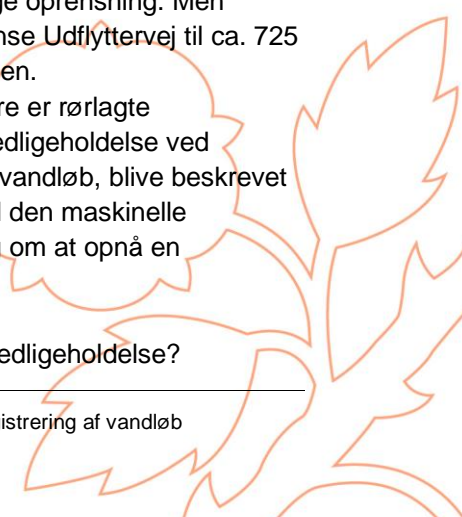 ge oprensning. Men
nse Udflyttervej til ca. 725
en.
re er rørlagte
edligeholdelse ved
vandløb, blive beskrevet
den maskinelle
om at opnå en
edligeholdelse?
istrering af vandløb